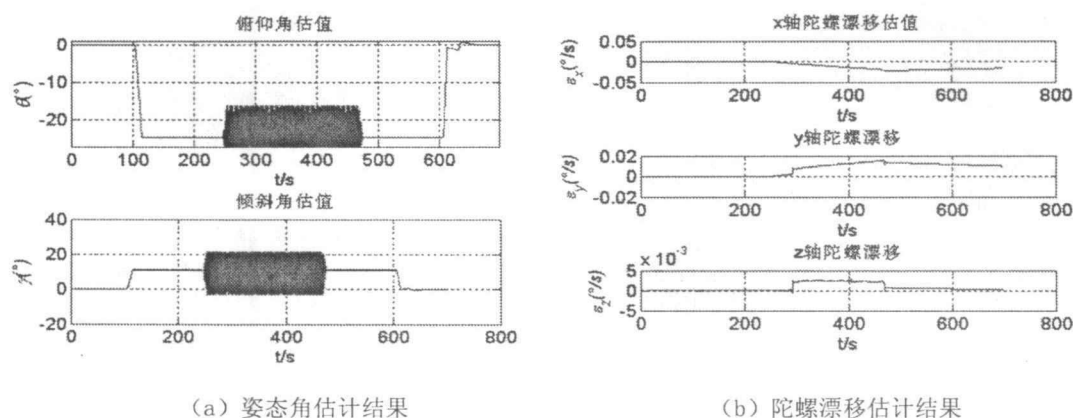 俯仰角估值
0
-10
-20
θ(°)
0 100 200 300 400 500 600
t/s
倾斜角估值
40
20
0
-20
γ(°)
0 200 400 600 800
t/s
(a) 姿态角估计结果
x轴陀螺漂移估值
0.05
0
-0.05
εx(°/s)
0 200 400 600 800
t/s
y轴陀螺漂移
0.02
0
-0.02
εy(°/s)
0 200 400 600 800
t/s
z轴陀螺漂移
× 10⁻³
5
0
-5
εz(°/s)
0 200 400 600 800
t/s
(b) 陀螺漂移估计结果